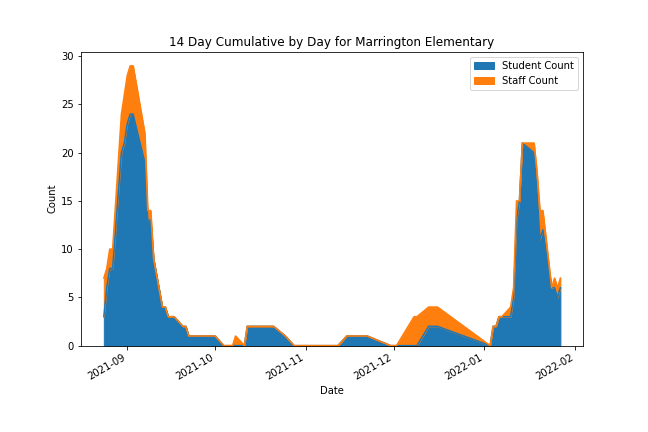 14 Day Cumulative by Day for Marrington Elementary
Student Count
Staff Count
Count
30
25
20
15
10
5
0
2021-09
2021-10
2021-11
2021-12
2022-01
2022-02
Date